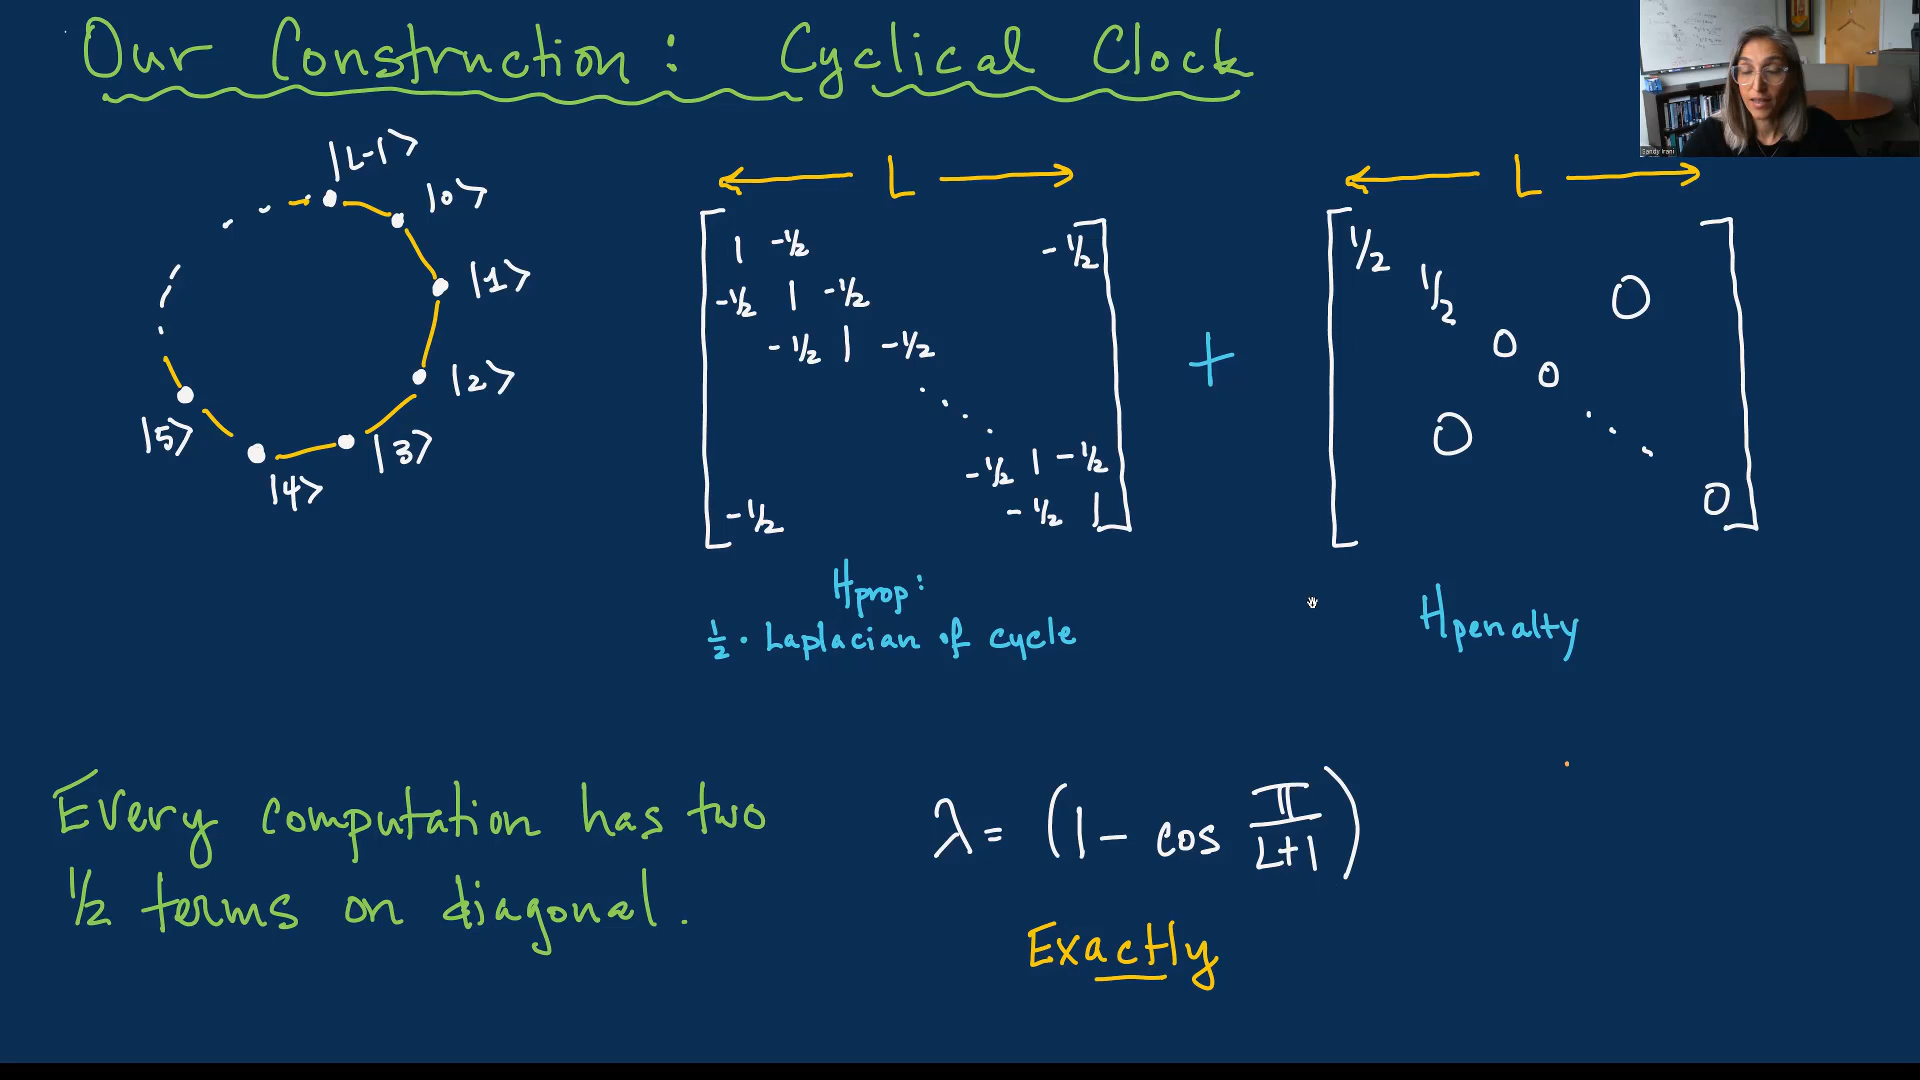 Our Construction: Cyclical Clock
|L-1>
|0>
|1>
|2>
|3>
|4>
|5>
L
1 -1/2 -1/2
-1/2 1 -1/2
-1/2 1 -1/2
-1/2 1 -1/2
-1/2 -1/2 1
Hprop:
1/2 · Laplacian of cycle
+
L
1/2
1/2 0
0
0
0
0
Hpenalty
Every computation has two
1/2 terms on diagonal.
λ = (1 - cos π/(L+1))
Exactly
Sandy Irani